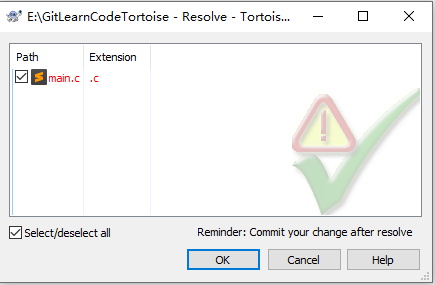 E:\GitLearnCodeTortoise - Resolve - Tortois...
Path Extension
main.c .c
Select/deselect all Reminder: Commit your change after resolve
OK Cancel Help